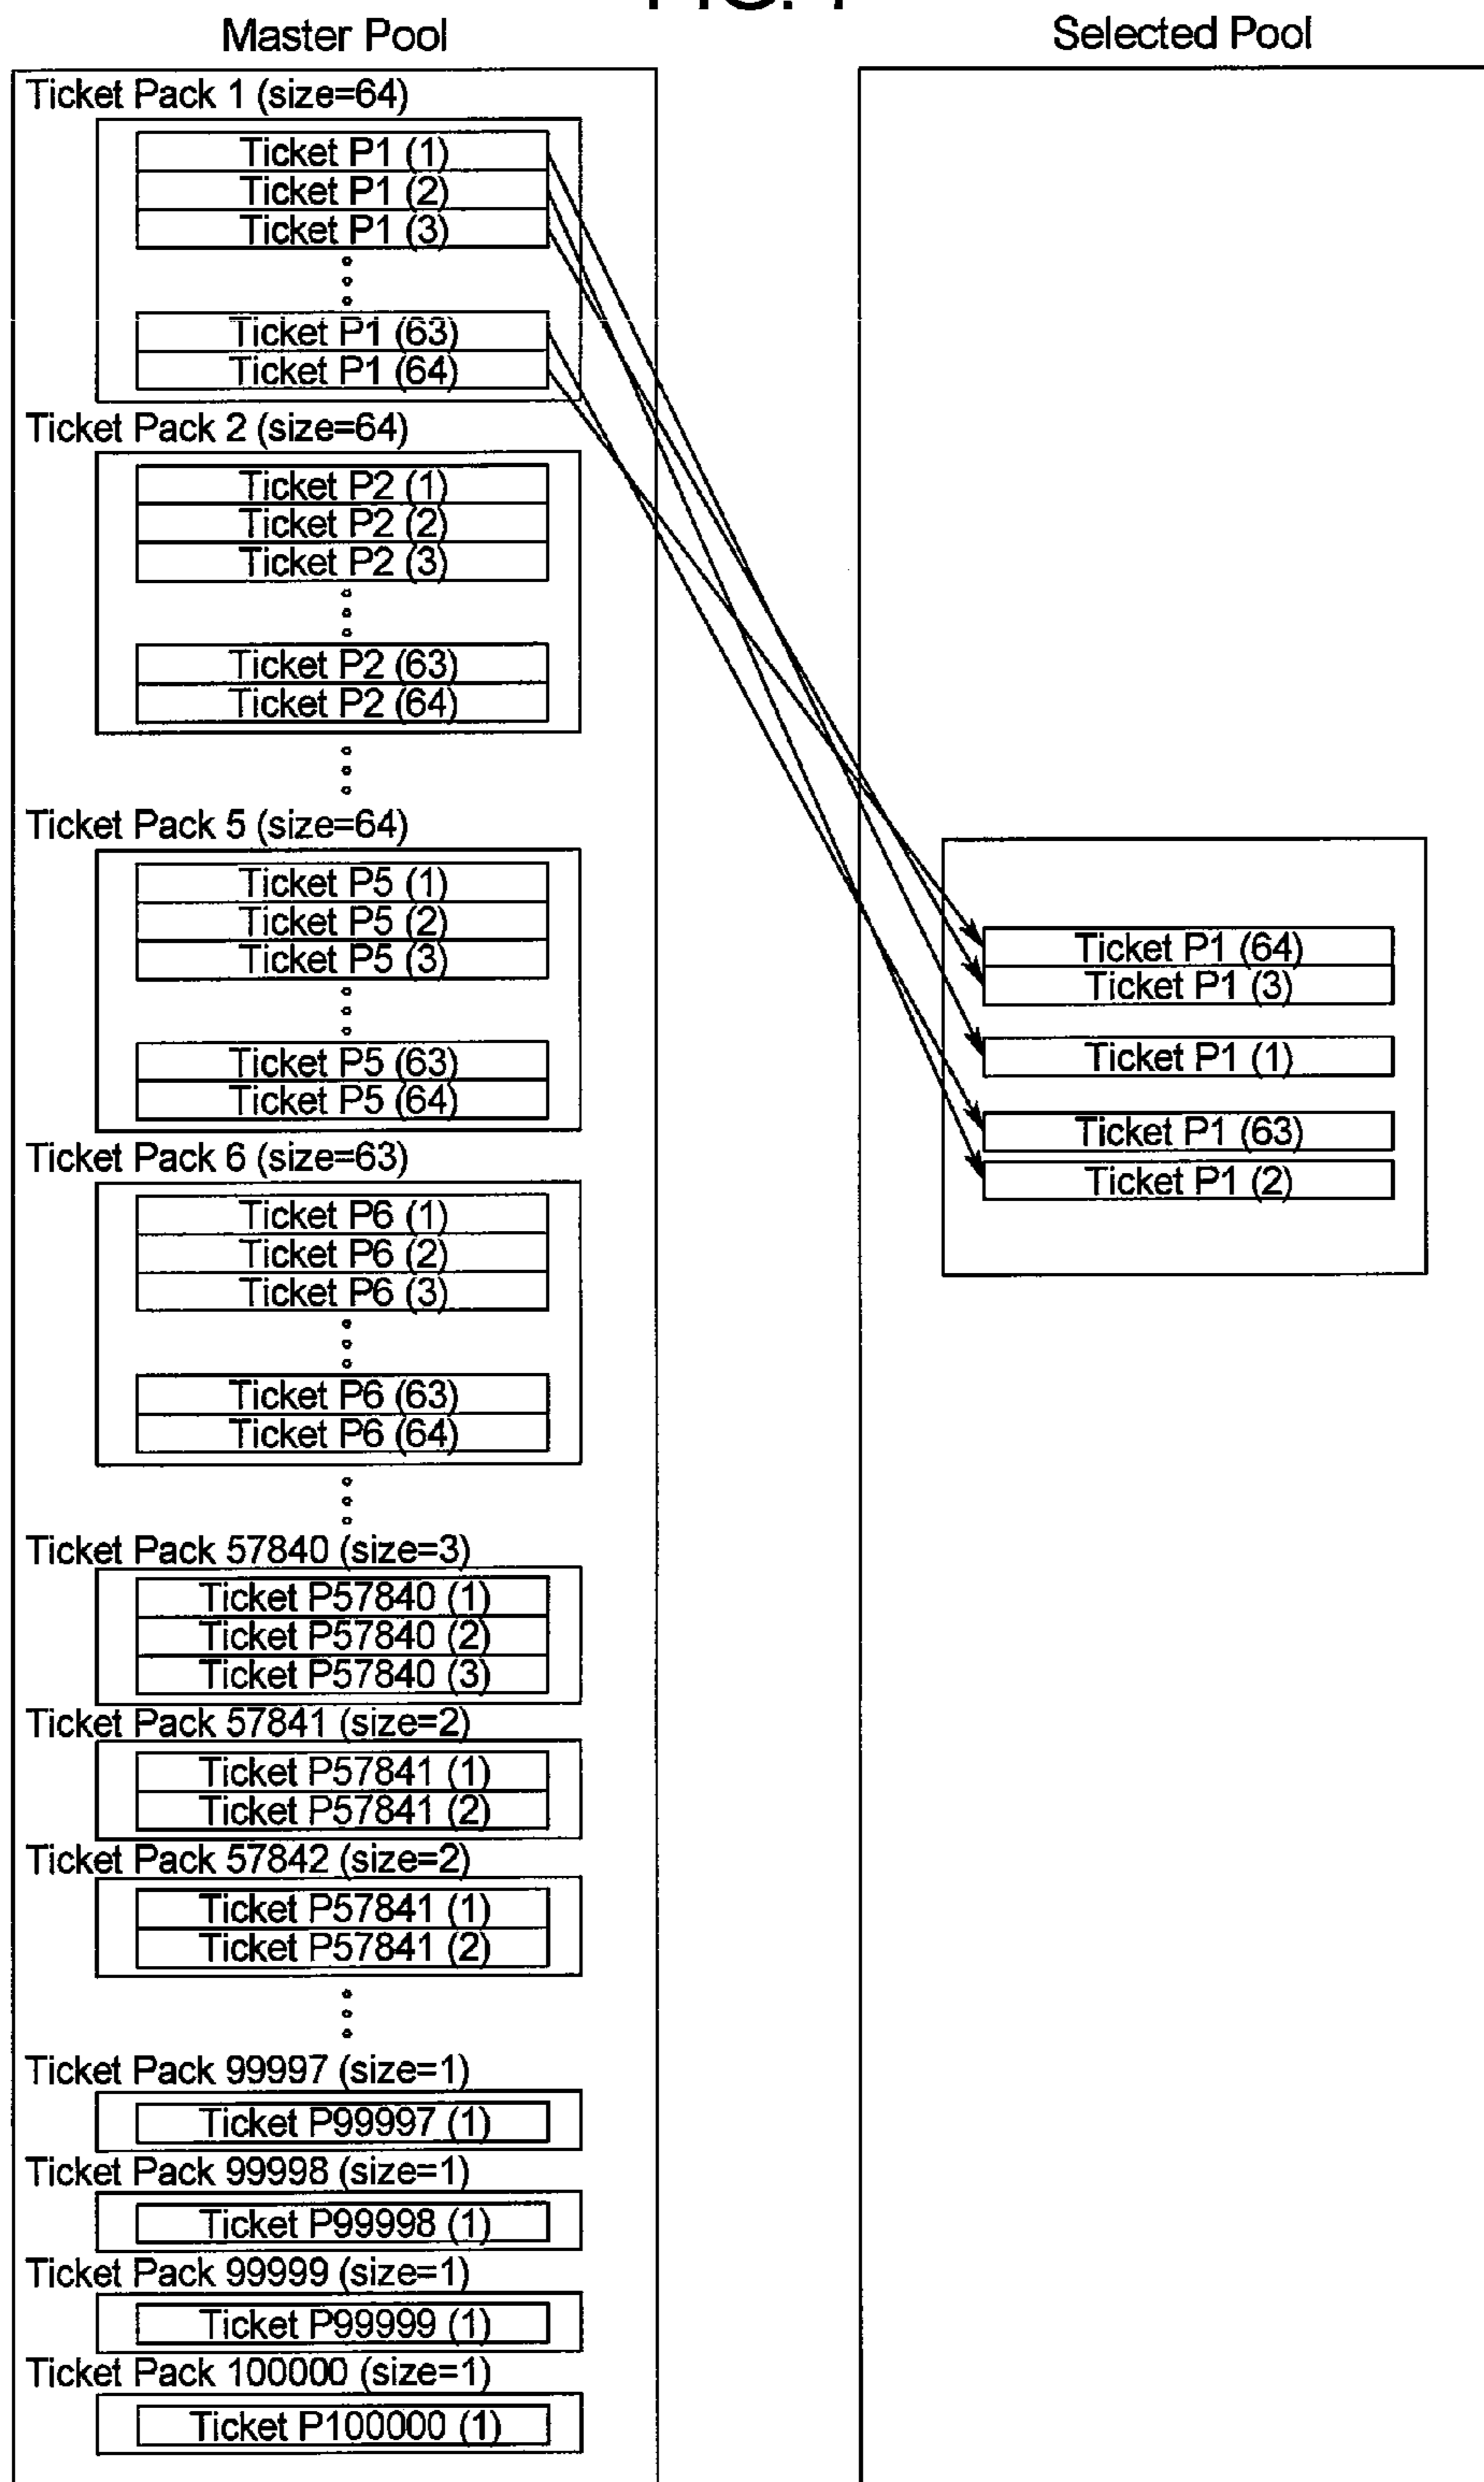 Master Pool
Ticket Pack 1 (size=64)
Ticket P1 (1)
Ticket P1 (2)
Ticket P1 (3)
Ticket P1 (63)
Ticket P1 (64)
Ticket Pack 2 (size=64)
Ticket P2 (1)
Ticket P2 (2)
Ticket P2 (3)
Ticket P2 (63)
Ticket P2 (64)
Ticket Pack 5 (size=64)
Ticket P5 (1)
Ticket P5 (2)
Ticket P5 (3)
Ticket P5 (63)
Ticket P5 (64)
Ticket Pack 6 (size=63)
Ticket P6 (1)
Ticket P6 (2)
Ticket P6 (3)
Ticket P6 (63)
Ticket P6 (64)
Ticket Pack 57840 (size=3)
Ticket P57840 (1)
Ticket P57840 (2)
Ticket P57840 (3)
Ticket Pack 57841 (size=2)
Ticket P57841 (1)
Ticket P57841 (2)
Ticket Pack 57842 (size=2)
Ticket P57841 (1)
Ticket P57841 (2)
Ticket Pack 99997 (size=1)
Ticket P99997 (1)
Ticket Pack 99998 (size=1)
Ticket P99998 (1)
Ticket Pack 99999 (size=1)
Ticket P99999 (1)
Ticket Pack 100000 (size=1)
Ticket P100000 (1)
Selected Pool
Ticket P1 (64)
Ticket P1 (3)
Ticket P1 (1)
Ticket P1 (63)
Ticket P1 (2)